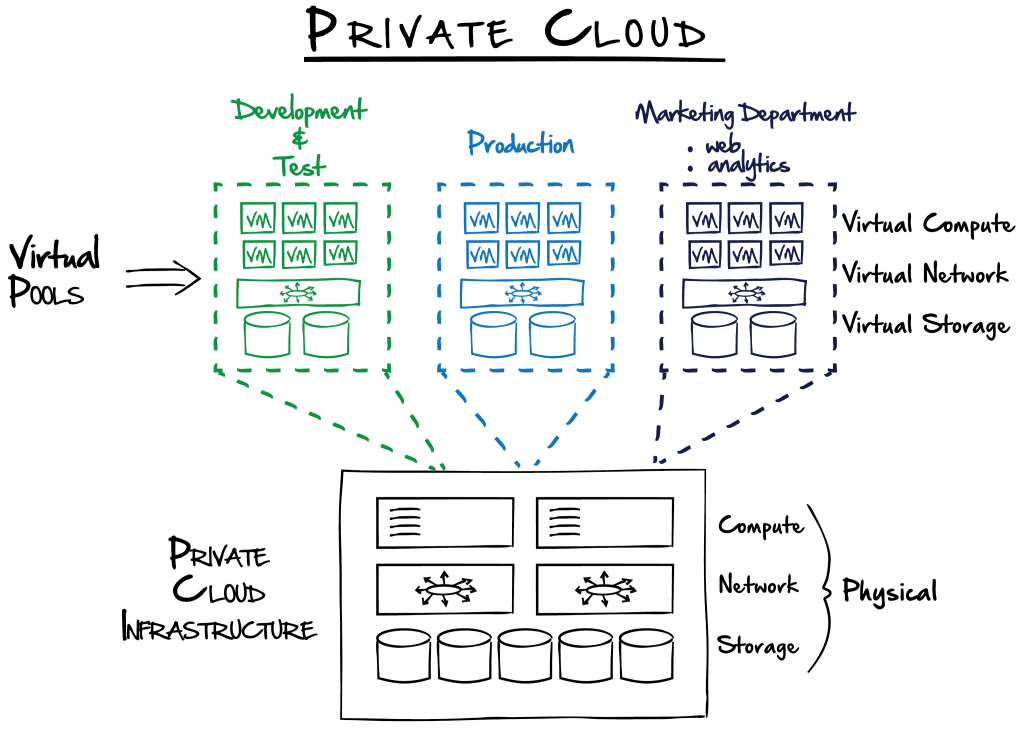 PRIVATE CLOUD
Development
&
Test
Production
Marketing Department
• web
• analytics
Virtual
POOLS
VM VM VM
VM VM VM
VM VM VM
VM VM VM
VM VM VM
VM VM VM
Virtual Compute
Virtual Network
Virtual Storage
PRIVATE
CLOUD
INFRASTRUCTURE
Compute
Network
Storage
Physical